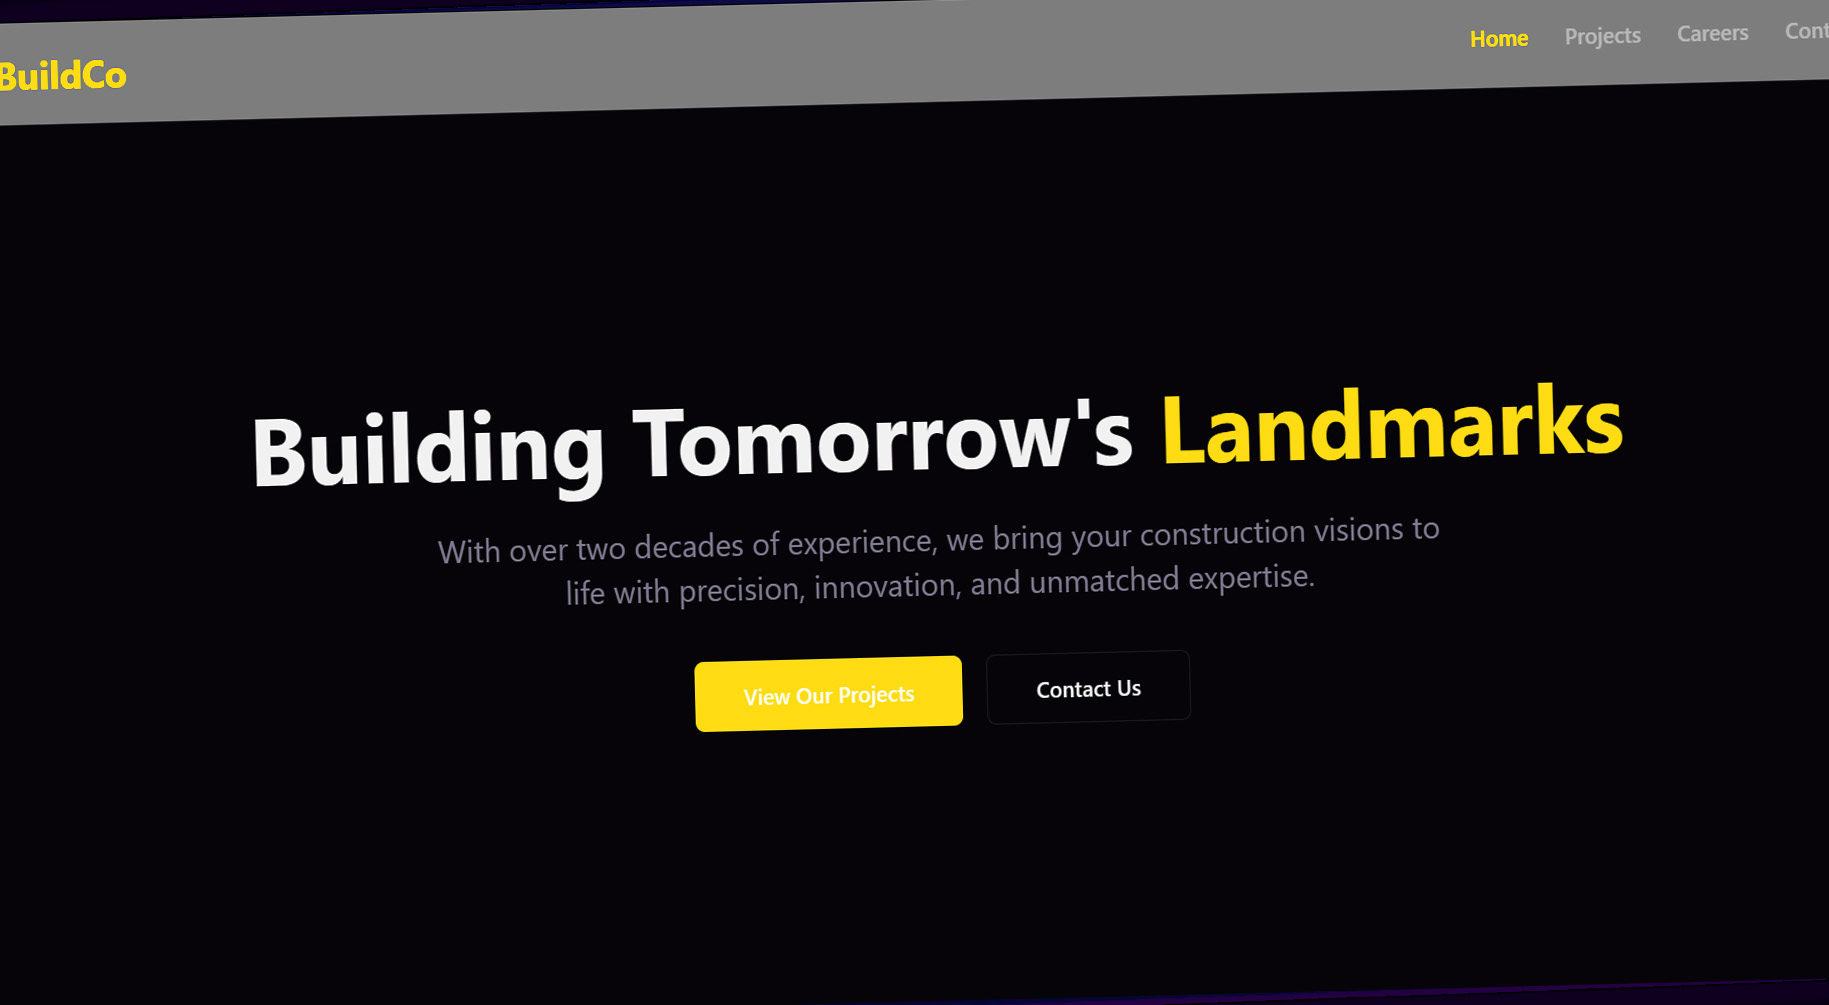 BuildCo
Home Projects Careers
Building Tomorrow's Landmarks
With over two decades of experience, we bring your construction visions to
life with precision, innovation, and unmatched expertise.
View Our Projects Contact Us